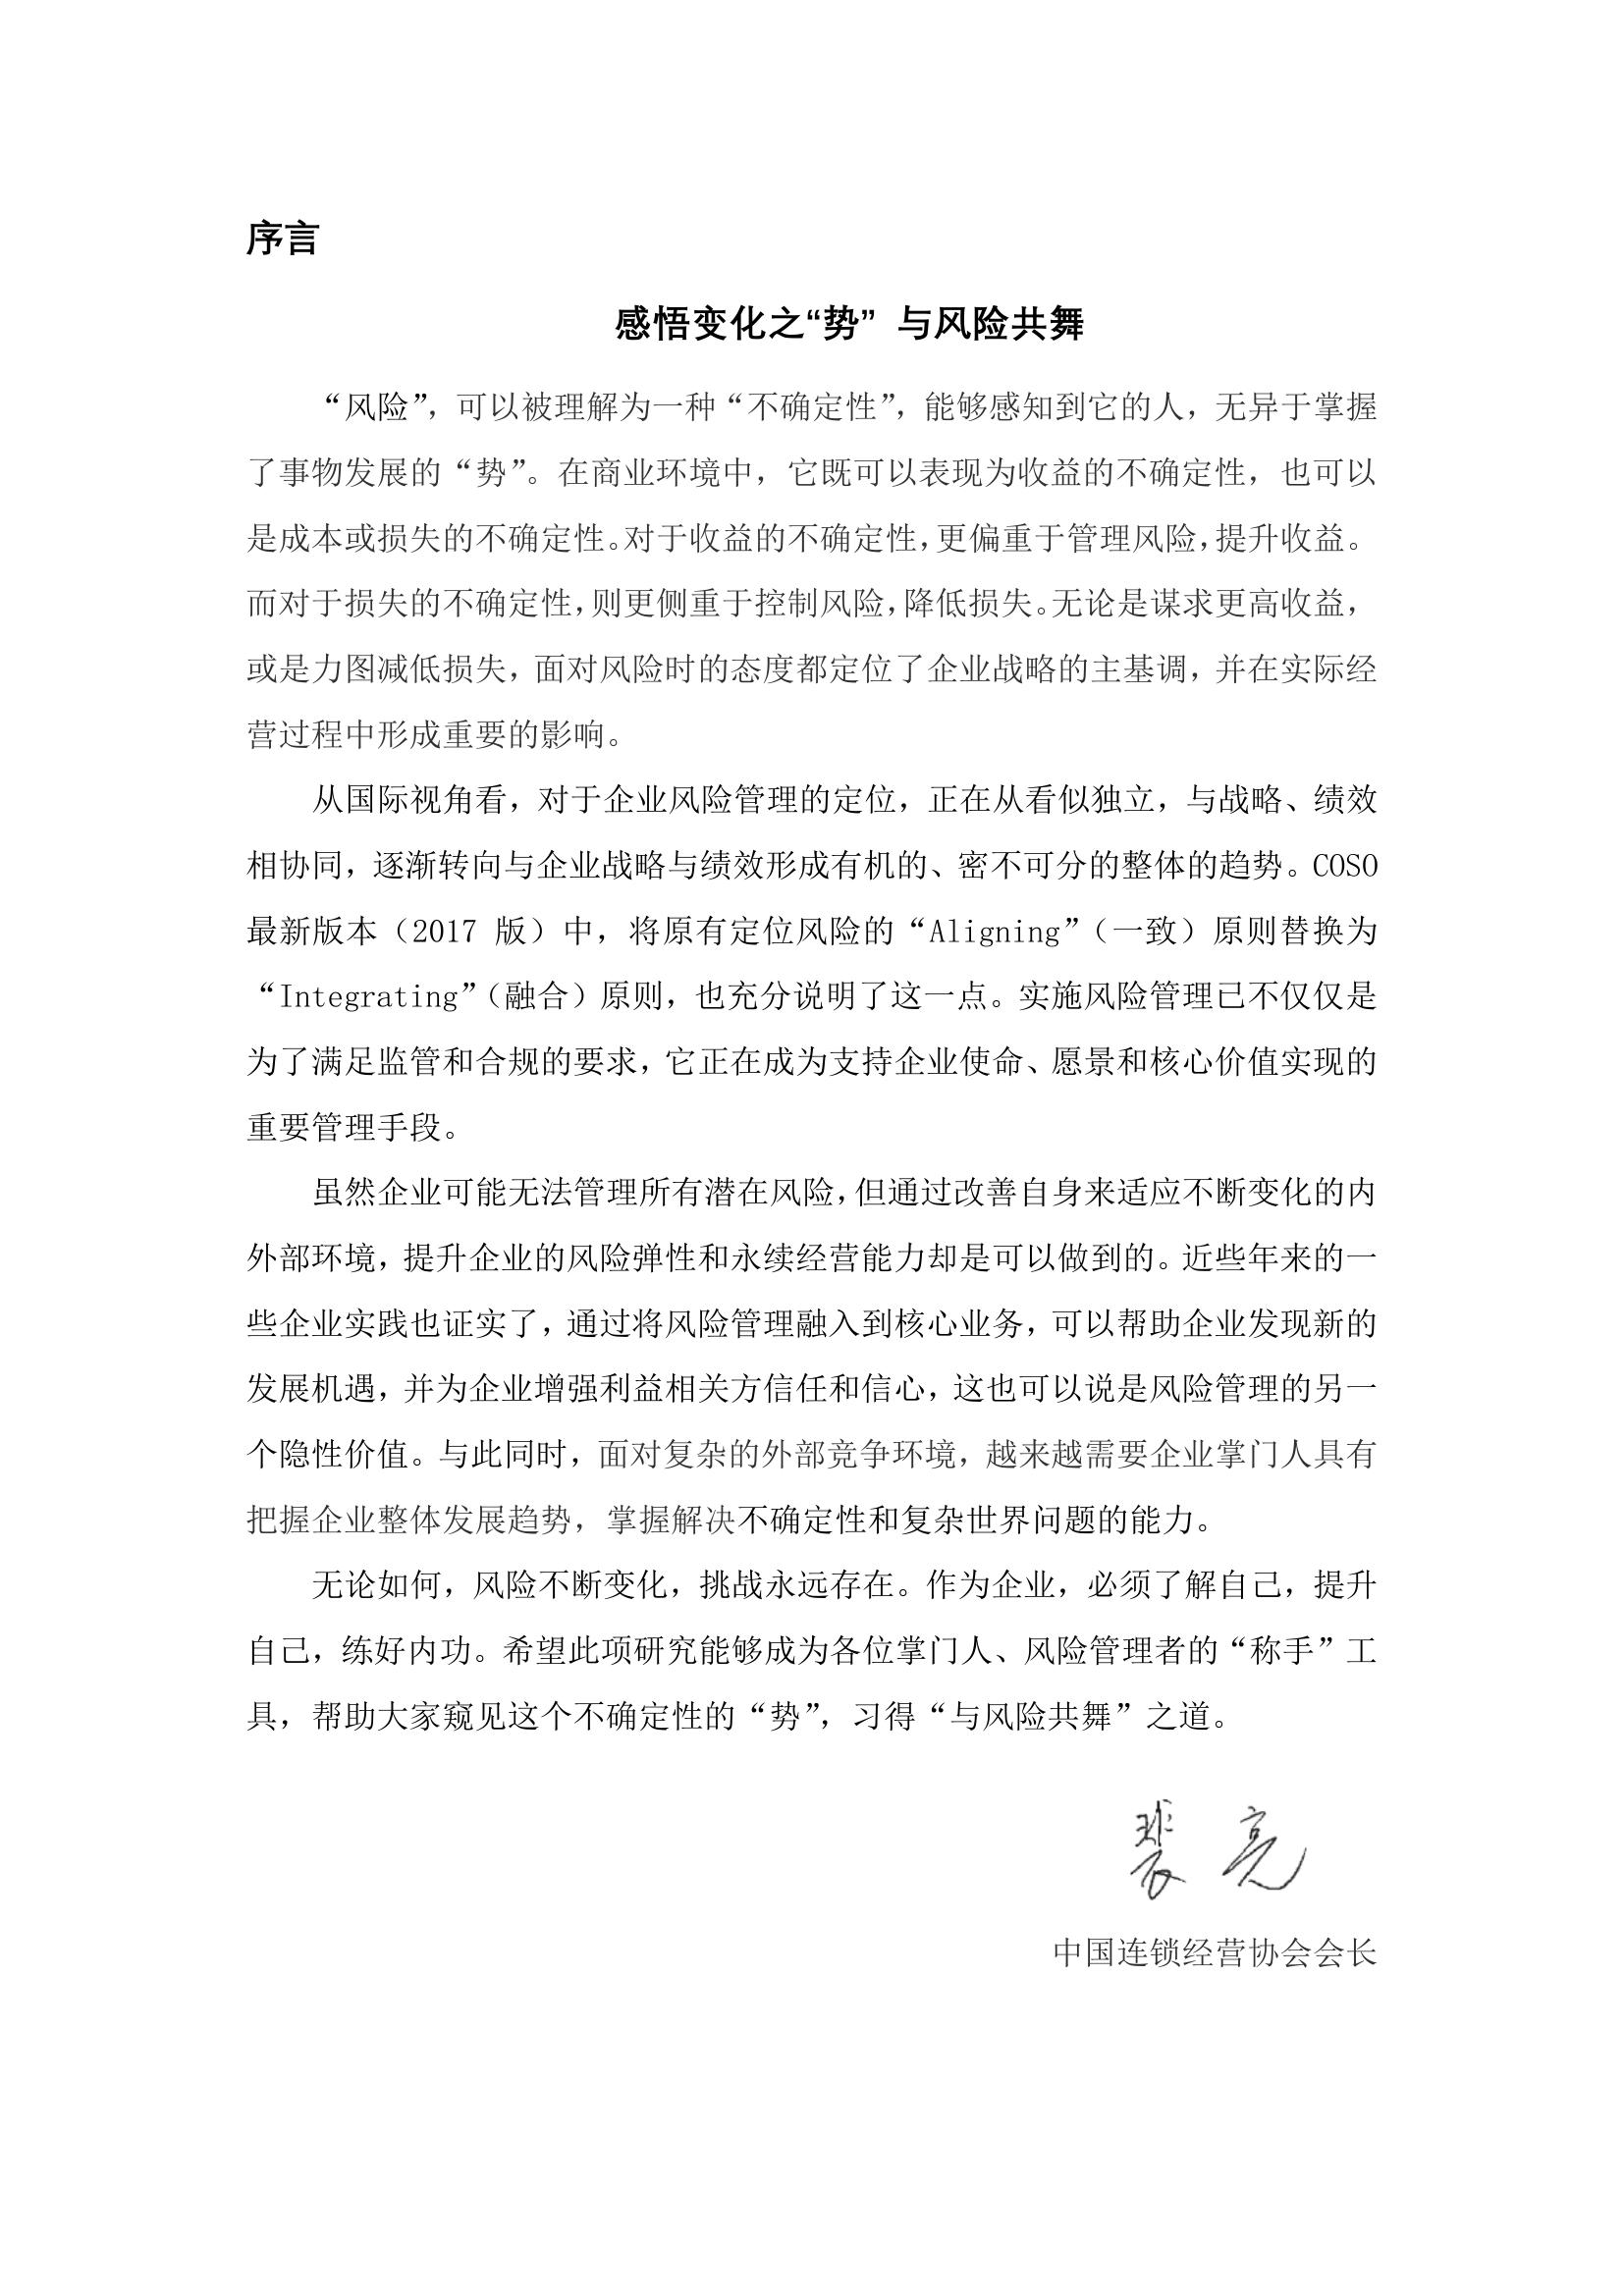 序言
感悟变化之“势” 与风险共舞
“风险”，可以被理解为一种“不确定性”，能够感知到它的人，无异于掌握
了事物发展的“势”。在商业环境中，它既可以表现为收益的不确定性，也可以
是成本或损失的不确定性。对于收益的不确定性，更偏重于管理风险，提升收益。
而对于损失的不确定性，则更侧重于控制风险，降低损失。无论是谋求更高收益，
或是力图减低损失，面对风险时的态度都定位了企业战略的主基调，并在实际经
营过程中形成重要的影响。
从国际视角看，对于企业风险管理的定位，正在从看似独立，与战略、绩效
相协同，逐渐转向与企业战略与绩效形成有机的、密不可分的整体的趋势。COSO
最新版本（2017 版）中，将原有定位风险的“Aligning”（一致）原则替换为
“Integrating”（融合）原则，也充分说明了这一点。实施风险管理已不仅仅是
为了满足监管和合规的要求，它正在成为支持企业使命、愿景和核心价值实现的
重要管理手段。
虽然企业可能无法管理所有潜在风险，但通过改善自身来适应不断变化的内
外部环境，提升企业的风险弹性和永续经营能力却是可以做到的。近些年来的一
些企业实践也证实了，通过将风险管理融入到核心业务，可以帮助企业发现新的
发展机遇，并为企业增强利益相关方信任和信心，这也可以说是风险管理的另一
个隐性价值。与此同时，面对复杂的外部竞争环境，越来越需要企业掌门人具有
把握企业整体发展趋势，掌握解决不确定性和复杂世界问题的能力。
无论如何，风险不断变化，挑战永远存在。作为企业，必须了解自己，提升
自己，练好内功。希望此项研究能够成为各位掌门人、风险管理者的“称手”工
具，帮助大家窥见这个不确定性的“势”，习得“与风险共舞”之道。
裴亮
中国连锁经营协会会长